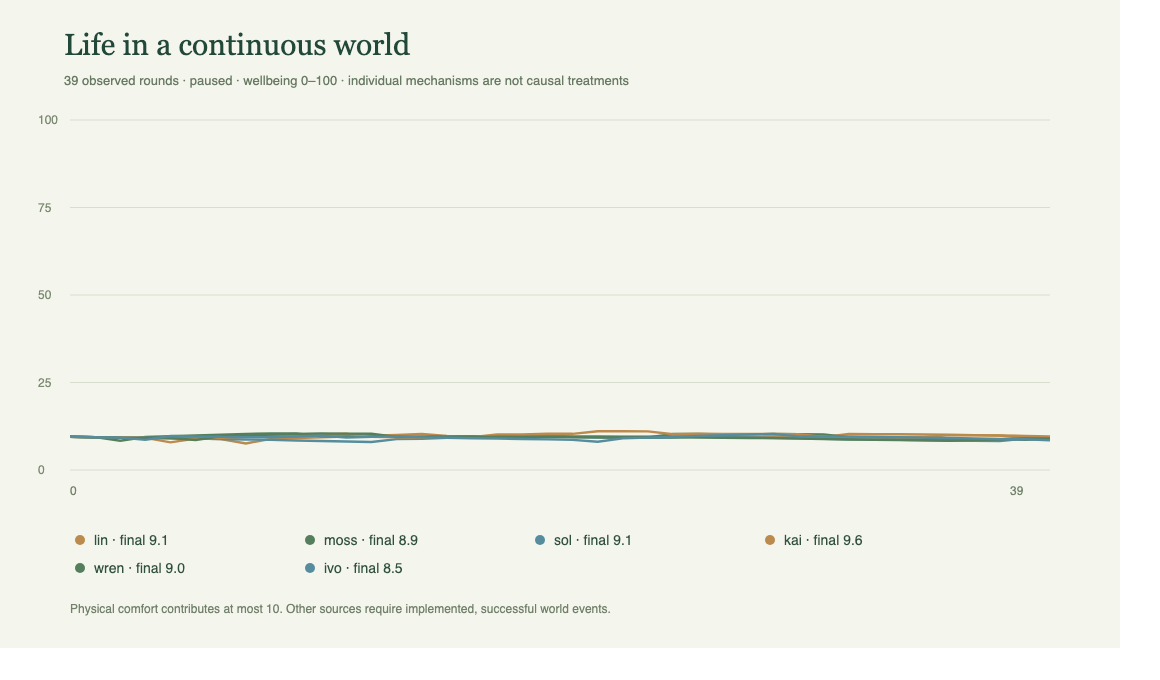 Life in a continuous world
39 observed rounds · paused · wellbeing 0–100 · individual mechanisms are not causal treatments
100
75
50
25
0
0 39
lin · final 9.1 moss · final 8.9 sol · final 9.1 kai · final 9.6
wren · final 9.0 ivo · final 8.5
Physical comfort contributes at most 10. Other sources require implemented, successful world events.